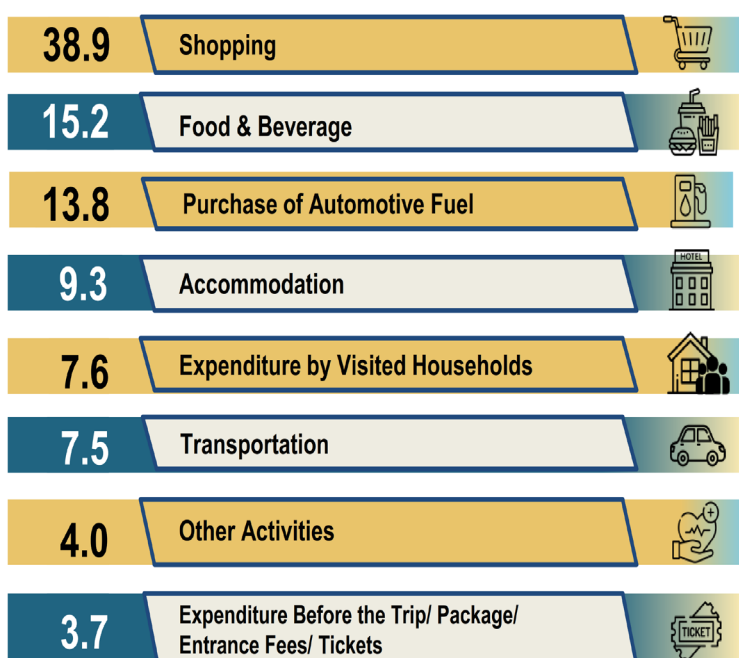 38.9 Shopping
15.2 Food & Beverage
13.8 Purchase of Automotive Fuel
HOTEL
9.3 Accommodation
7.6 Expenditure by Visited Households
7.5 Transportation
4.0 Other Activities
3.7 Expenditure Before the Trip/ Package/
Entrance Fees/ Tickets
TICKET